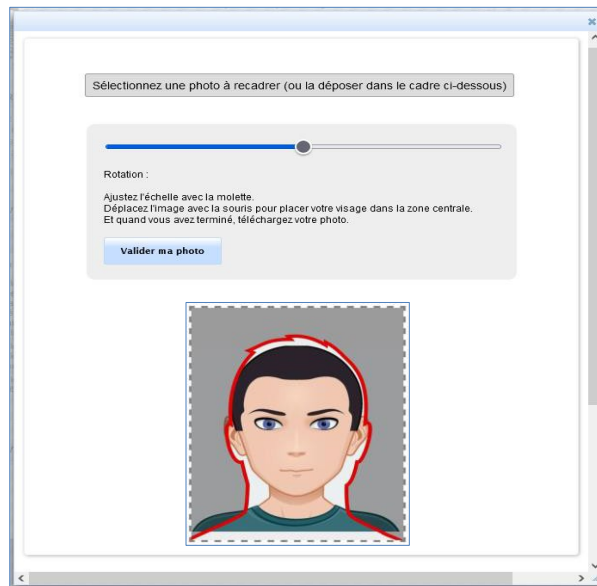 Sélectionnez une photo à recadrer (ou la déposer dans le cadre ci-dessous)
Rotation :
Ajustez l'échelle avec la molette.
Déplacez l'image avec la souris pour placer votre visage dans la zone centrale.
Et quand vous avez terminé, téléchargez votre photo.
Valider ma photo